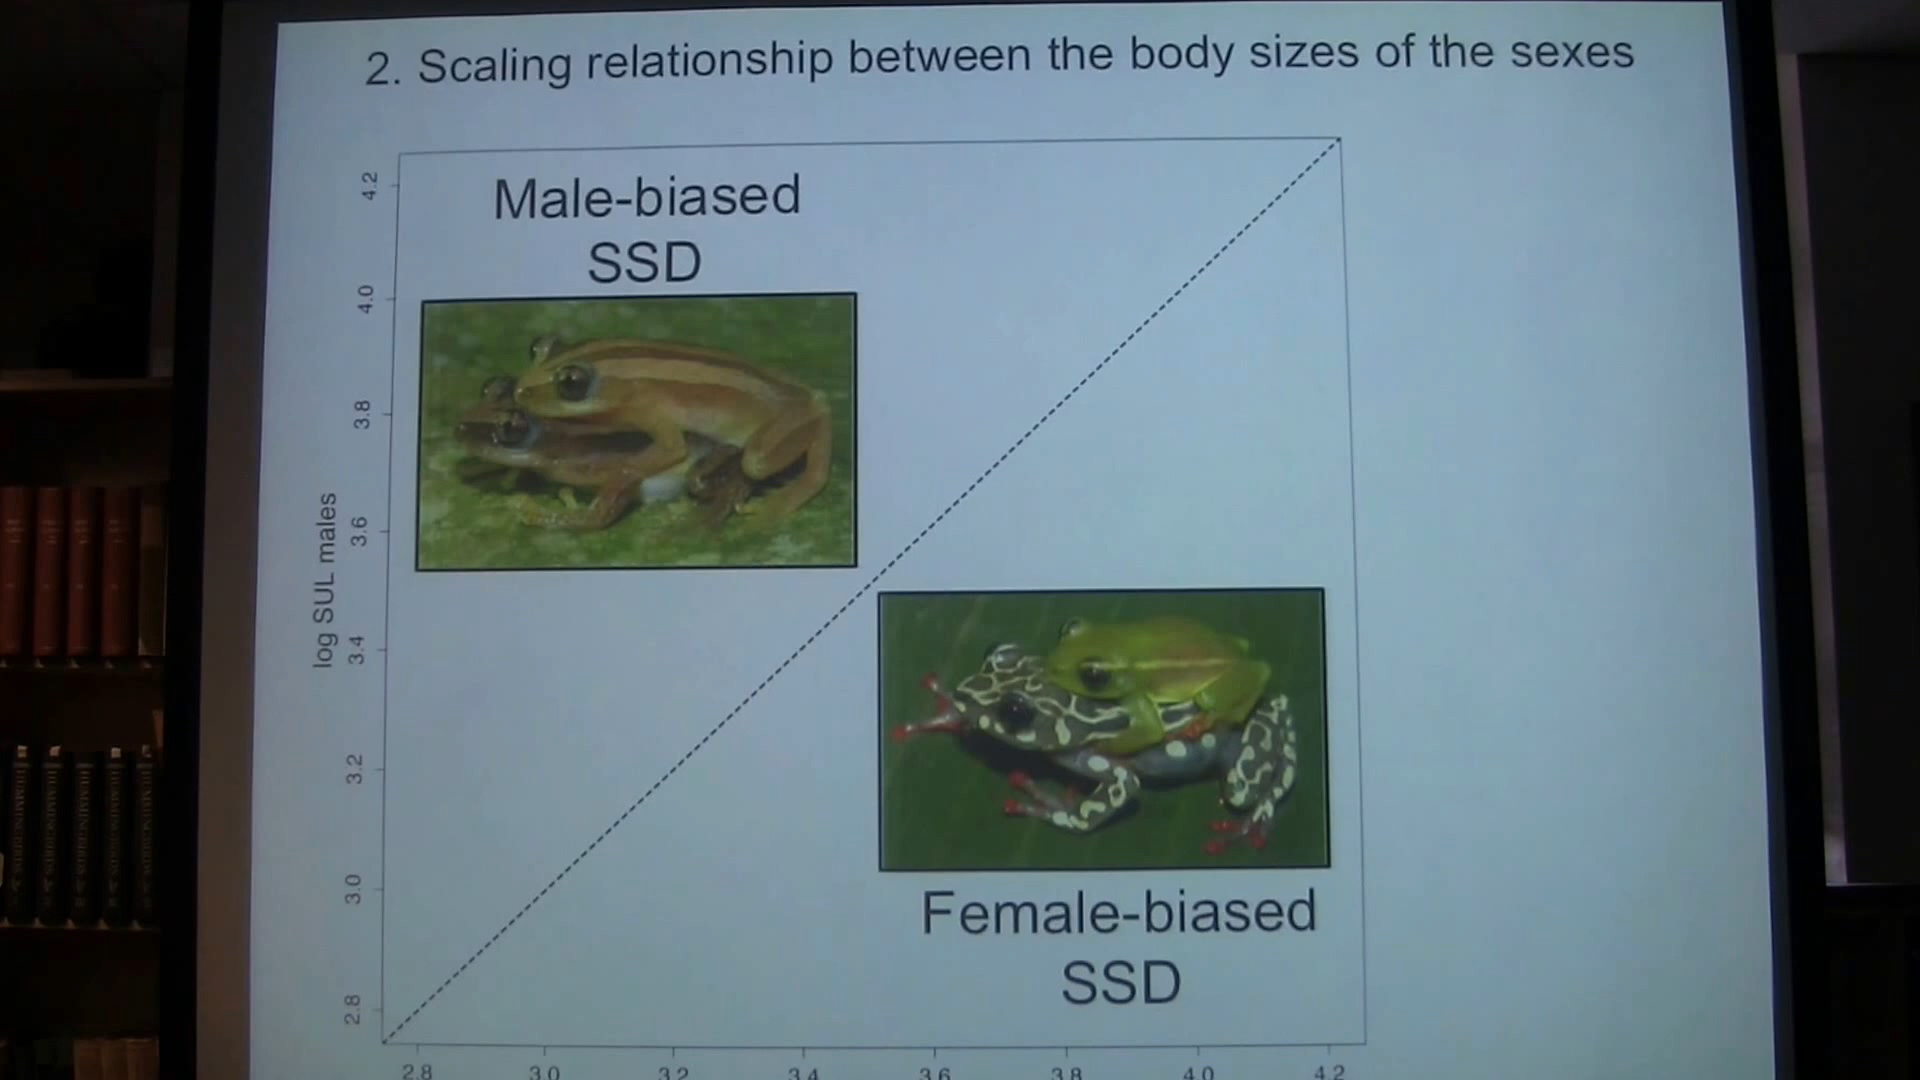 2. Scaling relationship between the body sizes of the sexes
Male-biased
SSD
4.2
4.0
3.8
3.6
3.4
3.2
3.0
2.8
log SUL males
Female-biased
SSD
2.8 3.0 3.2 3.4 3.6 3.8 4.0 4.2